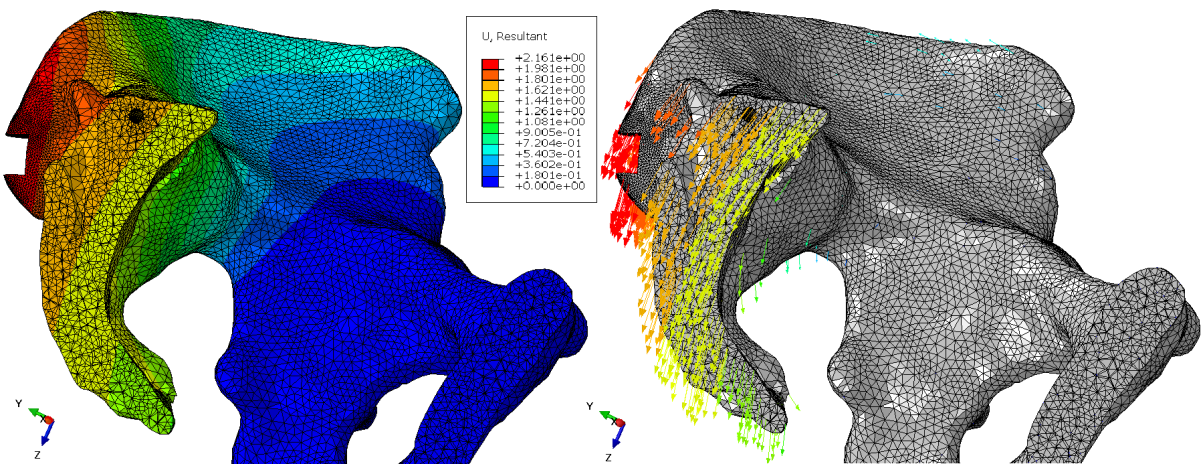 U, Resultant
+2.161e+00
+1.981e+00
+1.801e+00
+1.621e+00
+1.441e+00
+1.261e+00
+1.081e+00
+9.005e-01
+7.204e-01
+5.403e-01
+3.602e-01
+1.801e-01
+0.000e+00
Y
X
Z
Y
X
Z